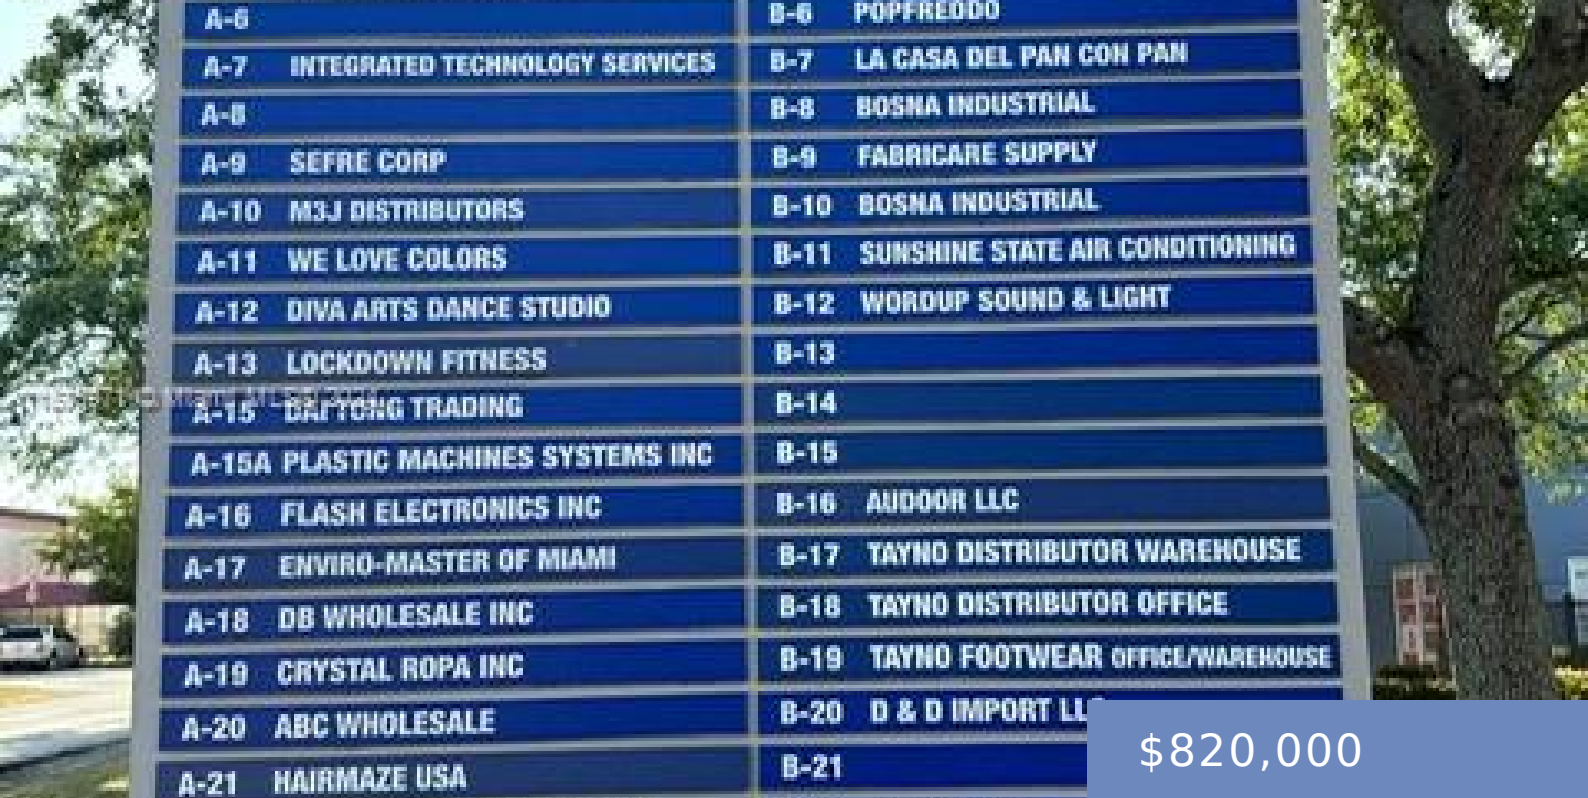 A-6
A-7 INTEGRATED TECHNOLOGY SERVICES
A-8
A-9 SEFRE CORP
A-10 M3J DISTRIBUTORS
A-11 WE LOVE COLORS
A-12 DIVA ARTS DANCE STUDIO
A-13 LOCKDOWN FITNESS
A-15 DAFTONG TRADING
A-15A PLASTIC MACHINES SYSTEMS INC
A-16 FLASH ELECTRONICS INC
A-17 ENVIRO-MASTER OF MIAMI
A-18 DB WHOLESALE INC
A-19 CRYSTAL ROPA INC
A-20 ABC WHOLESALE
A-21 HAIRMAZE USA
B-6 POPFREDDO
B-7 LA CASA DEL PAN CON PAN
B-8 BOSNA INDUSTRIAL
B-9 FABRICARE SUPPLY
B-10 BOSNA INDUSTRIAL
B-11 SUNSHINE STATE AIR CONDITIONING
B-12 WORDUP SOUND & LIGHT
B-13
B-14
B-15
B-16 AUDOOR LLC
B-17 TAYNO DISTRIBUTOR WAREHOUSE
B-18 TAYNO DISTRIBUTOR OFFICE
B-19 TAYNO FOOTWEAR OFFICE/WAREHOUSE
B-20 D & D IMPORT LLC
B-21
$820,000